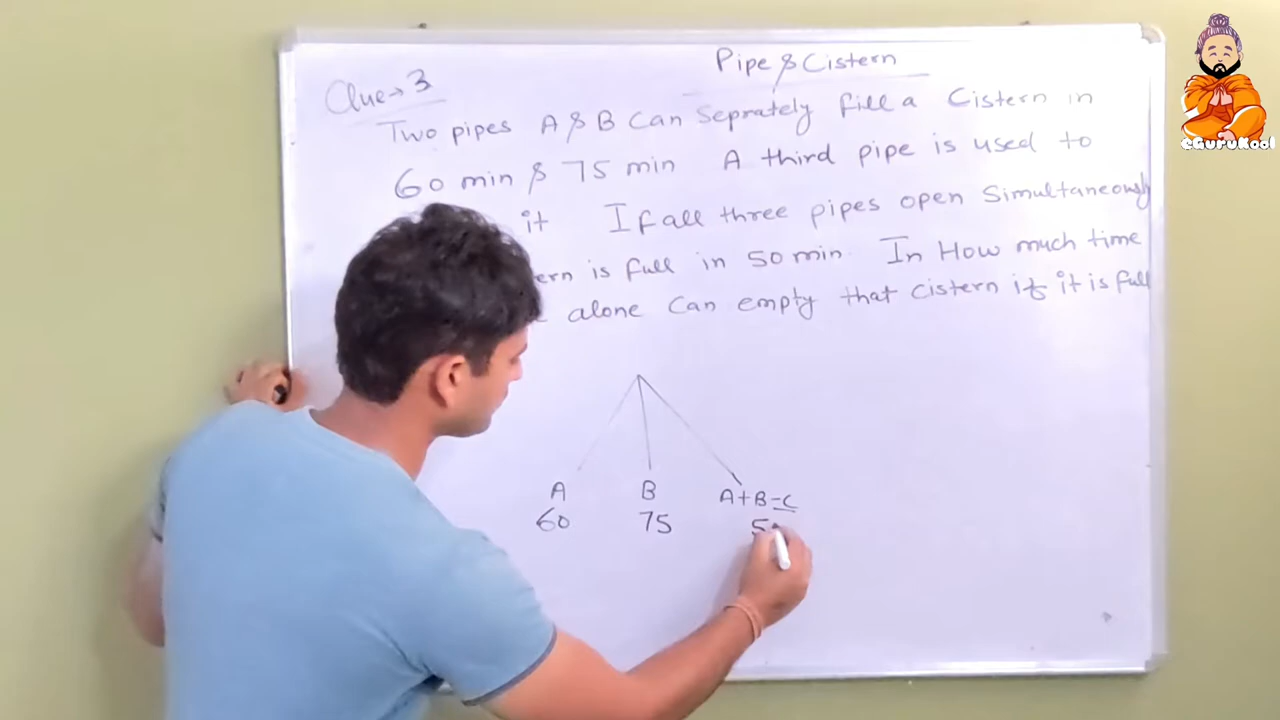 Pipe & Cistern
Clue→3
Two pipes A & B Can Seprately fill a Cistern in
60 min & 75 min A third pipe is used to
it If all three pipes open Simultaneously
ern is full in 50 min. In How much time
alone Can empty that cistern if it is full
A B A+B-C
60 75
eGurukool